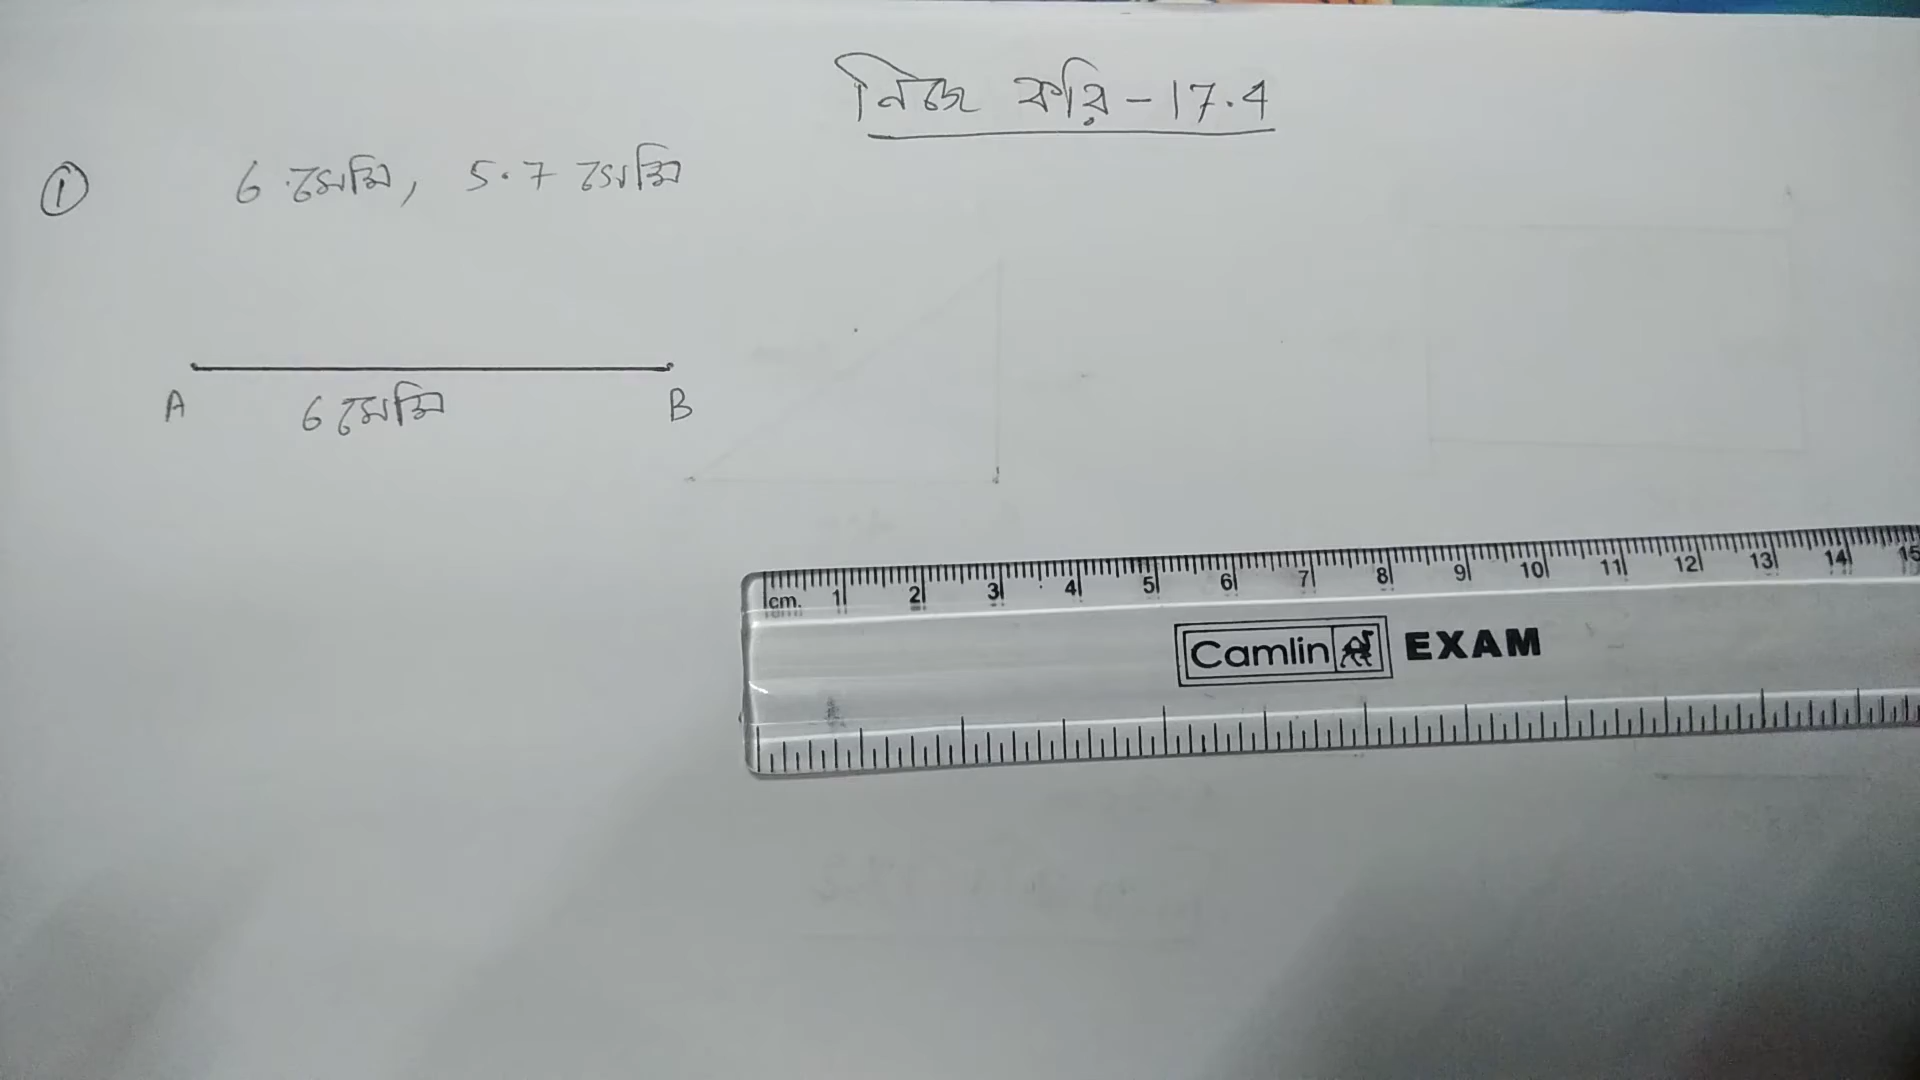 নিজে করি - 17.4
① 6 সেমি, 5.7 সেমি
A 6 সেমি B
cm. 1 2 3 4 5 6 7 8 9 10 11 12 13 14 15
Camlin EXAM